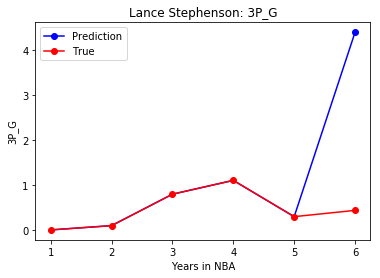 Lance Stephenson: 3P_G
Prediction
True
4
3
2
1
0
3P_G
1 2 3 4 5 6
Years in NBA